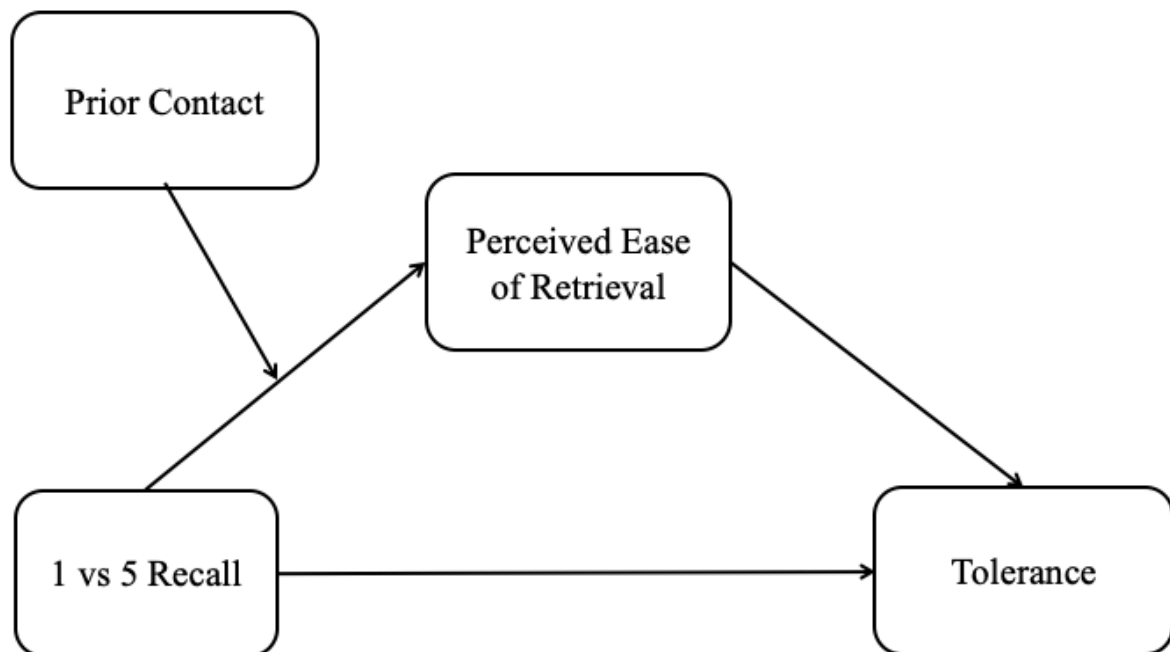 Prior Contact
Perceived Ease
of Retrieval
1 vs 5 Recall
Tolerance